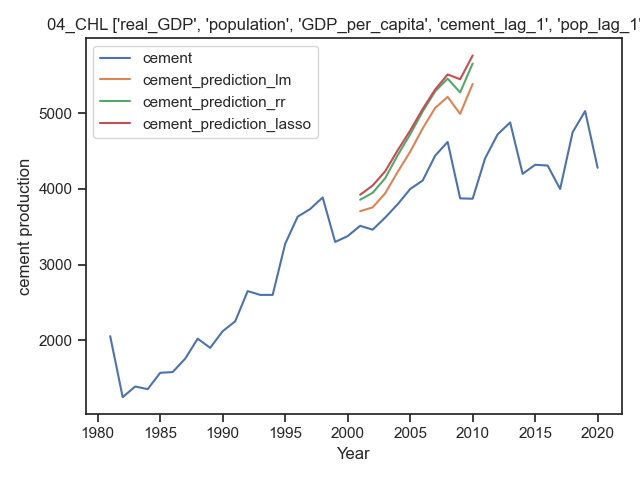 04_CHL ['real_GDP', 'population', 'GDP_per_capita', 'cement_lag_1', 'pop_lag_1'
cement
cement_prediction_lm
cement_prediction_rr
cement_prediction_lasso
cement production
5000
4000
3000
2000
1980 1985 1990 1995 2000 2005 2010 2015 2020
Year